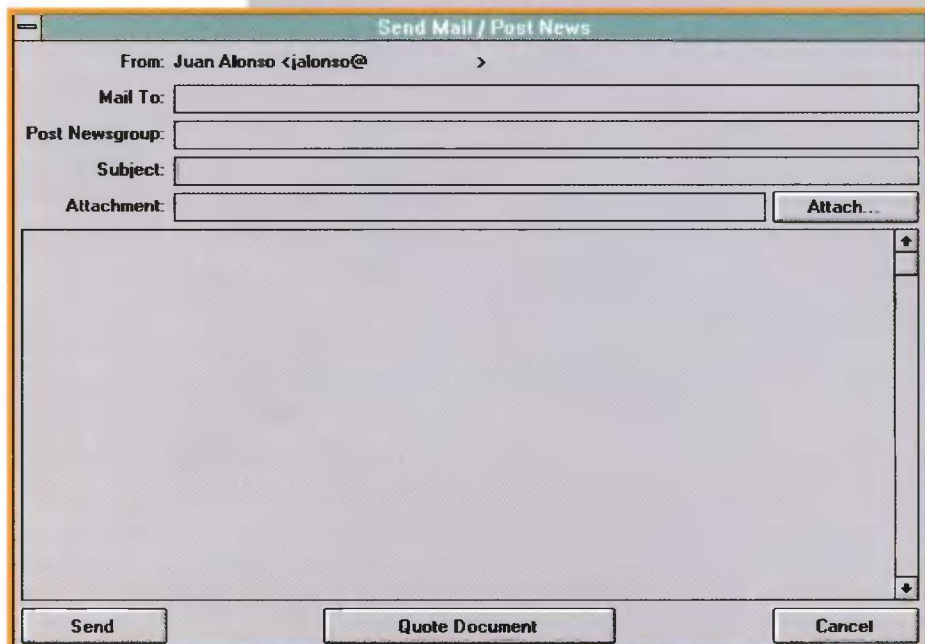 Send Mail / Post News
From: Juan Alonso <jalonso@ >
Mail To:
Post Newsgroup:
Subject:
Attachment:
Attach...
Send
Quote Document
Cancel